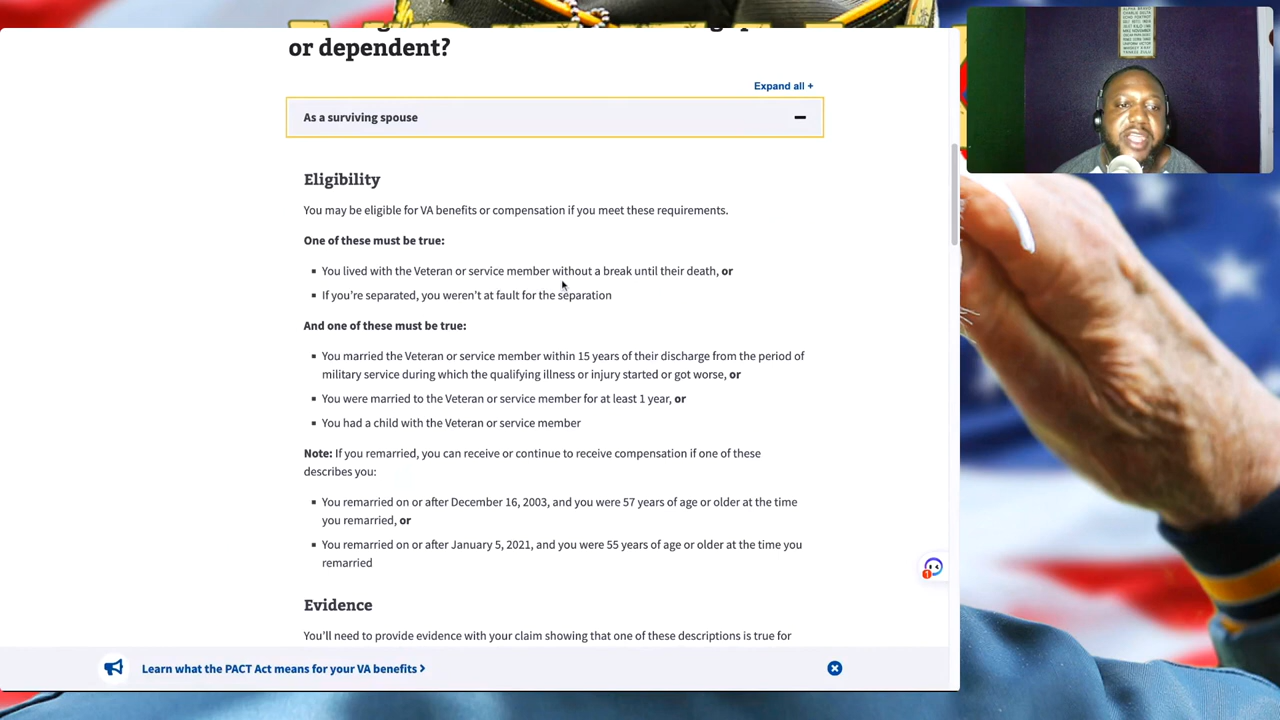 or dependent?
Expand all +
As a surviving spouse
Eligibility
You may be eligible for VA benefits or compensation if you meet these requirements.
One of these must be true:
You lived with the Veteran or service member without a break until their death, or
If you're separated, you weren't at fault for the separation
And one of these must be true:
You married the Veteran or service member within 15 years of their discharge from the period of
military service during which the qualifying illness or injury started or got worse, or
You were married to the Veteran or service member for at least 1 year, or
You had a child with the Veteran or service member
Note: If you remarried, you can receive or continue to receive compensation if one of these
describes you:
You remarried on or after December 16, 2003, and you were 57 years of age or older at the time
you remarried, or
You remarried on or after January 5, 2021, and you were 55 years of age or older at the time you
remarried
Evidence
You'll need to provide evidence with your claim showing that one of these descriptions is true for
Learn what the PACT Act means for your VA benefits
1